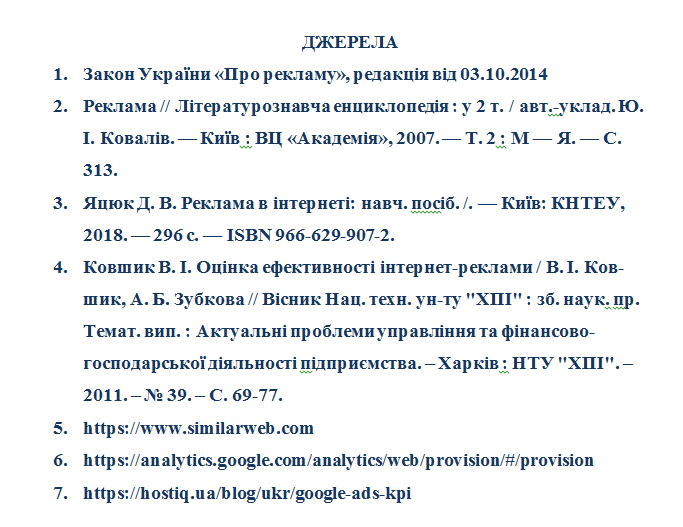 ДЖЕРЕЛА
1. Закон України «Про рекламу», редакція від 03.10.2014
2. Реклама // Літературознавча енциклопедія : у 2 т. / авт.-уклад. Ю.
І. Ковалів. — Київ : ВЦ «Академія», 2007. — Т. 2 : М — Я. — С.
313.
3. Яцюк Д. В. Реклама в інтернеті: навч. посіб. /. — Київ: КНТЕУ,
2018. — 296 с. — ISBN 966-629-907-2.
4. Ковшик В. І. Оцінка ефективності інтернет-реклами / В. І. Ков-
шик, А. Б. Зубкова // Вісник Нац. техн. ун-ту "ХПІ" : зб. наук. пр.
Темат. вип. : Актуальні проблеми управління та фінансово-
господарської діяльності підприємства. – Харків : НТУ "ХПІ". –
2011. – № 39. – С. 69-77.
5. https://www.similarweb.com
6. https://analytics.google.com/analytics/web/provision/#/provision
7. https://hostiq.ua/blog/ukr/google-ads-kpi